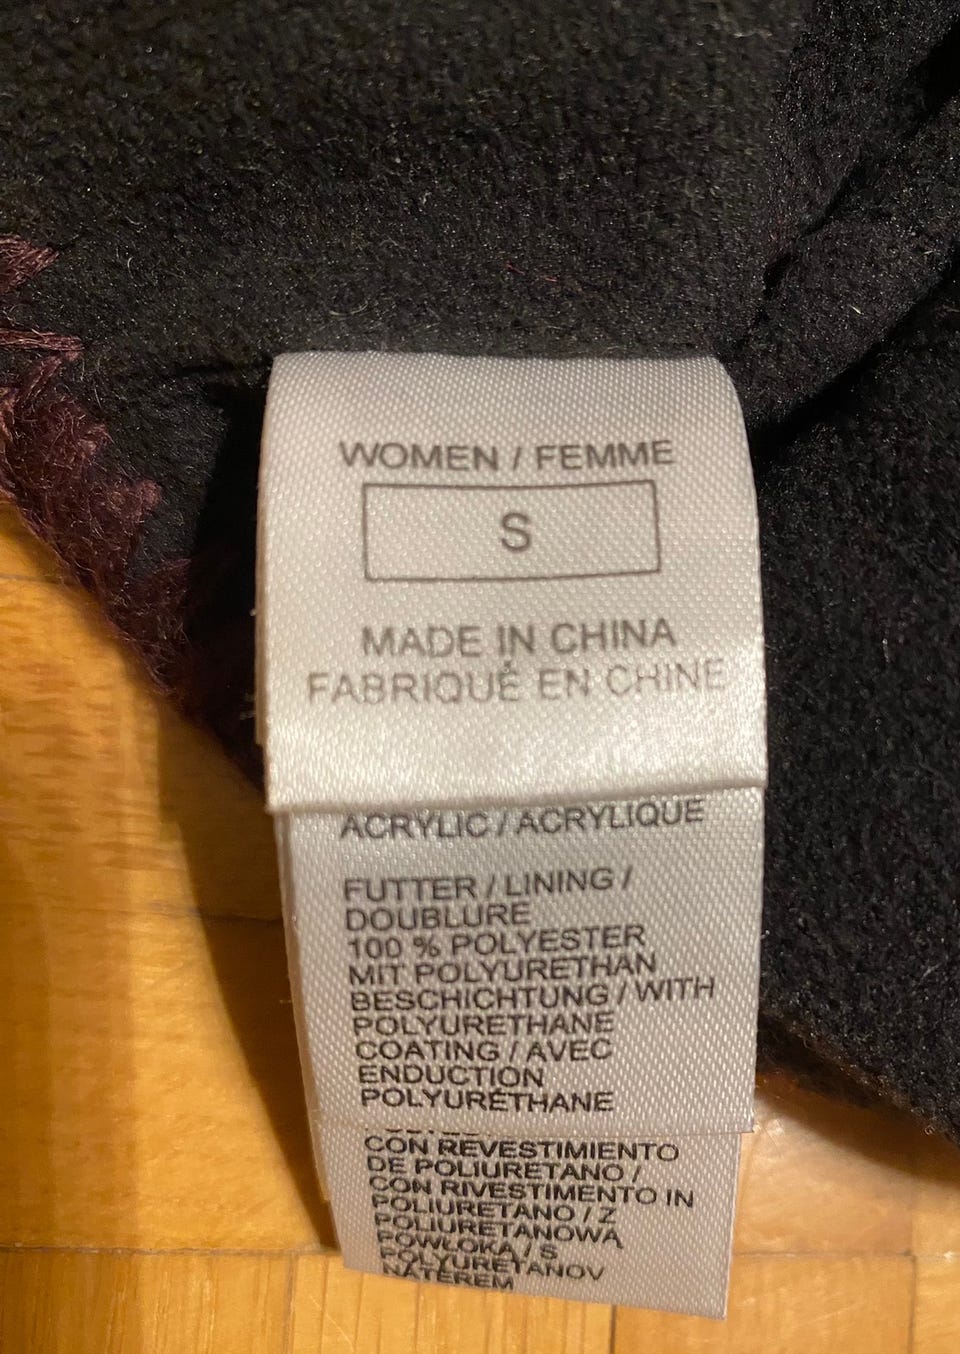 WOMEN / FEMME
S
MADE IN CHINA
FABRIQUÉ EN CHINE
ACRYLIC / ACRYLIQUE
FUTTER / LINING /
DOUBLURE
100 % POLYESTER
MIT POLYURETHAN
BESCHICHTUNG / WITH
POLYURETHANE
COATING / AVEC
ENDUCTION
POLYURÉTHANE
CON REVESTIMIENTO
DE POLIURETANO /
CON RIVESTIMENTO IN
POLIURETANO / Z
POLIURETANOWĄ
POWŁOKĄ / S
POLYURETANOV
NÁTEREM